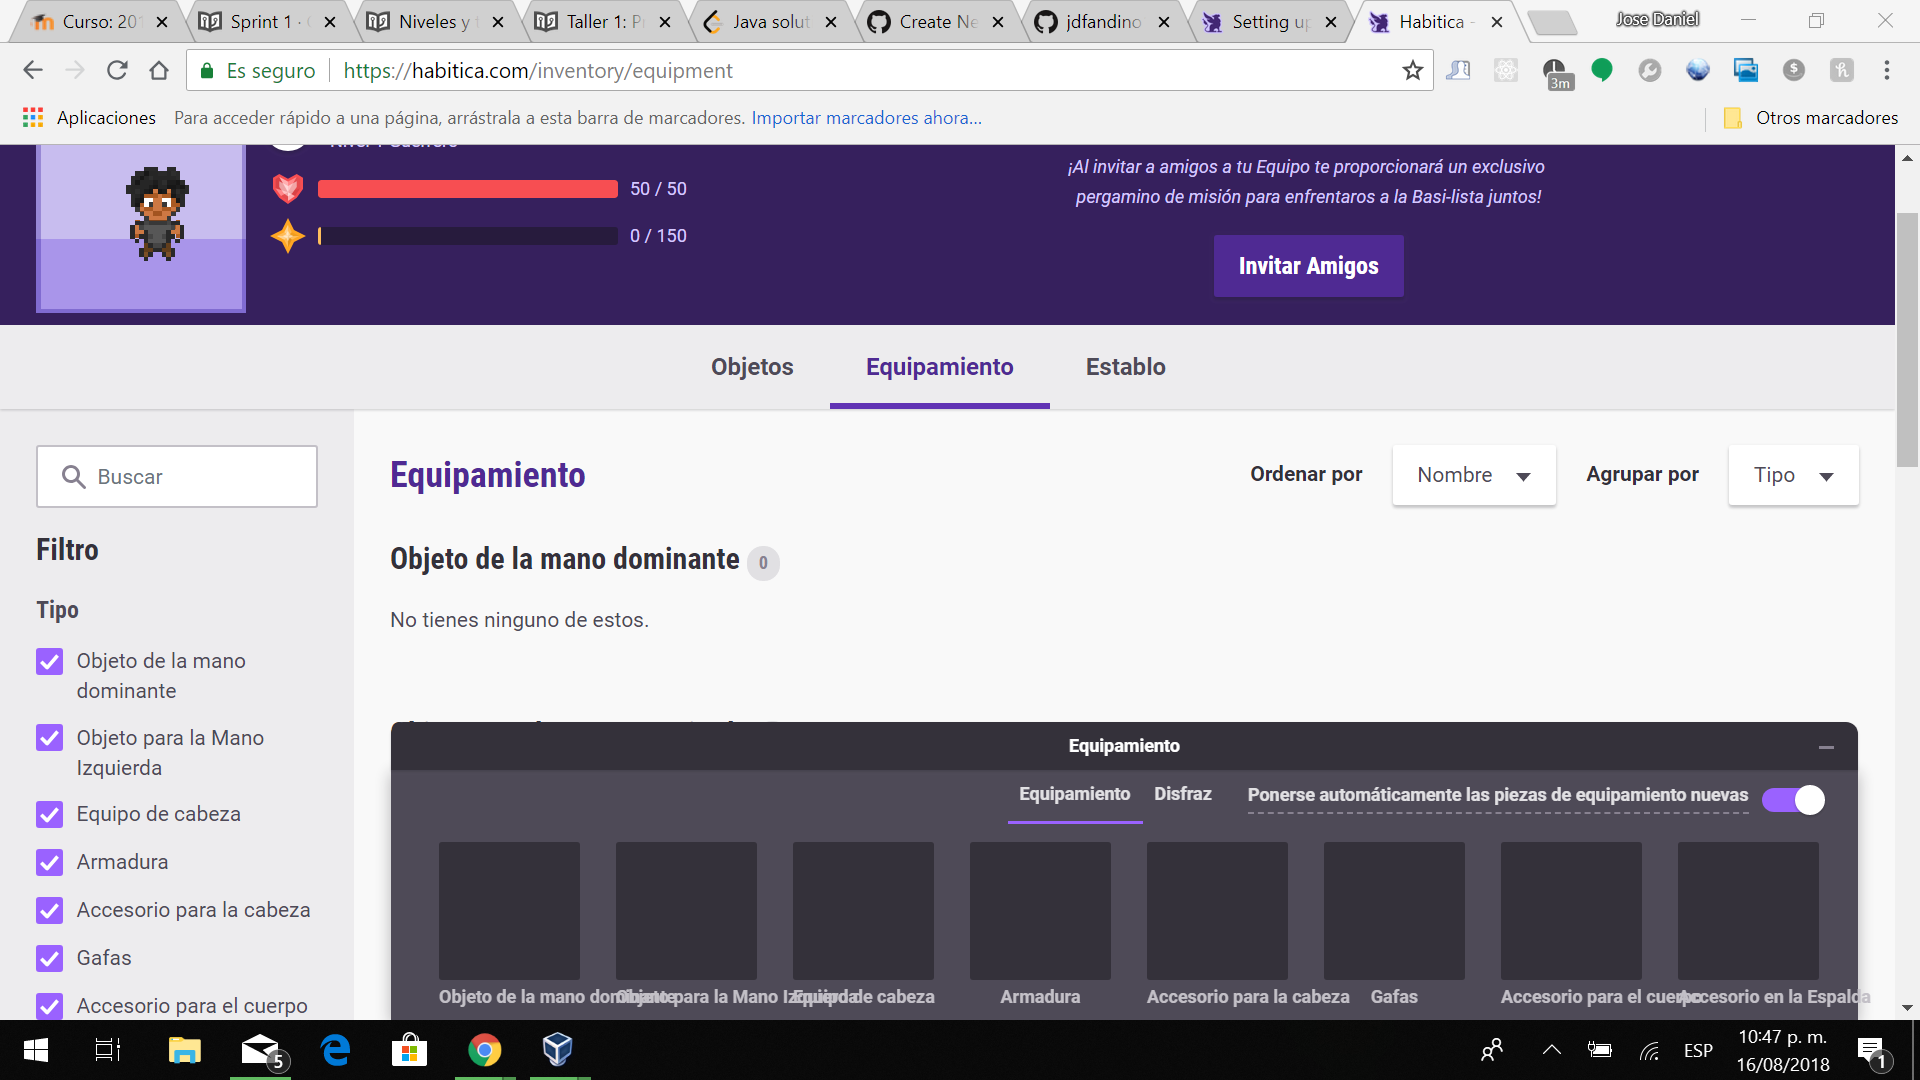 Curso: 201
Sprint 1 -
Niveles y
Taller 1: P
Java solut
Create Ne
jdfandino
Setting up
Habitica -
Jose Daniel
Es seguro
https://habitica.com/inventory/equipment
3m
Aplicaciones
Para acceder rápido a una página, arrástrala a esta barra de marcadores. Importar marcadores ahora...
Otros marcadores
50 / 50
0 / 150
¡Al invitar a amigos a tu Equipo te proporcionará un exclusivo
pergamino de misión para enfrentaros a la Basi-lista juntos!
Invitar Amigos
Objetos
Equipamiento
Establo
Buscar
Filtro
Tipo
Objeto de la mano
dominante
Objeto para la Mano
Izquierda
Equipo de cabeza
Armadura
Accesorio para la cabeza
Gafas
Accesorio para el cuerpo
Equipamiento
Ordenar por
Nombre
Agrupar por
Tipo
Objeto de la mano dominante 0
No tienes ninguno de estos.
Equipamiento
Equipamiento
Disfraz
Ponerse automáticamente las piezas de equipamiento nuevas
Objeto de la mano dominante
Objeto para la Mano Izquierda
Equipo de cabeza
Armadura
Accesorio para la cabeza
Gafas
Accesorio para el cuerpo
Accesorio en la Espalda
5
ESP
10:47 p. m.
16/08/2018
1